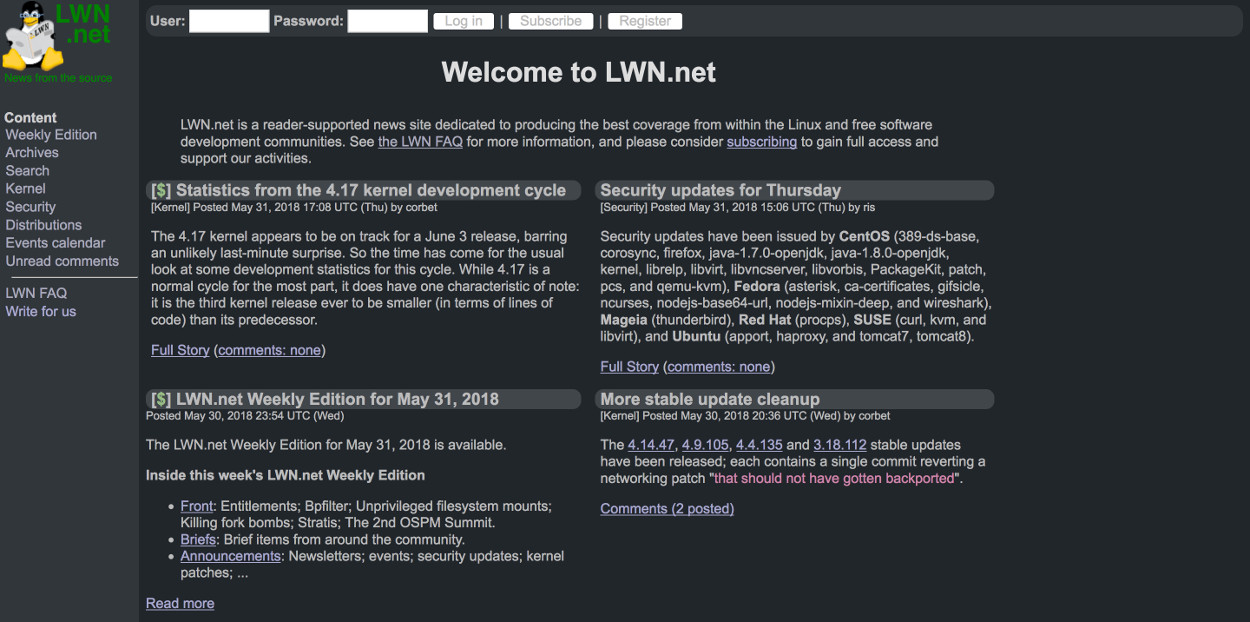 LWN
.net
News from the source
User: Password: Log in | Subscribe | Register
Content
Weekly Edition
Archives
Search
Kernel
Security
Distributions
Events calendar
Unread comments
LWN FAQ
Write for us
Welcome to LWN.net
LWN.net is a reader-supported news site dedicated to producing the best coverage from within the Linux and free software
development communities. See the LWN FAQ for more information, and please consider subscribing to gain full access and
support our activities.
[$] Statistics from the 4.17 kernel development cycle
[Kernel] Posted May 31, 2018 17:08 UTC (Thu) by corbet
The 4.17 kernel appears to be on track for a June 3 release, barring
an unlikely last-minute surprise. So the time has come for the usual
look at some development statistics for this cycle. While 4.17 is a
normal cycle for the most part, it does have one characteristic of note:
it is the third kernel release ever to be smaller (in terms of lines of
code) than its predecessor.
Full Story (comments: none)
Security updates for Thursday
[Security] Posted May 31, 2018 15:06 UTC (Thu) by ris
Security updates have been issued by CentOS (389-ds-base,
corosync, firefox, java-1.7.0-openjdk, java-1.8.0-openjdk,
kernel, librelp, libvirt, libvncserver, libvorbis, PackageKit, patch,
pcs, and qemu-kvm), Fedora (asterisk, ca-certificates, gifsicle,
ncurses, nodejs-base64-url, nodejs-mixin-deep, and wireshark),
Mageia (thunderbird), Red Hat (procps), SUSE (curl, kvm, and
libvirt), and Ubuntu (apport, haproxy, and tomcat7, tomcat8).
Full Story (comments: none)
[$] LWN.net Weekly Edition for May 31, 2018
Posted May 30, 2018 23:54 UTC (Wed)
The LWN.net Weekly Edition for May 31, 2018 is available.
Inside this week's LWN.net Weekly Edition
• Front: Entitlements; Bpfilter; Unprivileged filesystem mounts;
Killing fork bombs; Stratis; The 2nd OSPM Summit.
• Briefs: Brief items from around the community.
• Announcements: Newsletters; events; security updates; kernel
patches; ...
Read more
More stable update cleanup
[Kernel] Posted May 30, 2018 20:36 UTC (Wed) by corbet
The 4.14.47, 4.9.105, 4.4.135 and 3.18.112 stable updates
have been released; each contains a single commit reverting a
networking patch "that should not have gotten backported".
Comments (2 posted)